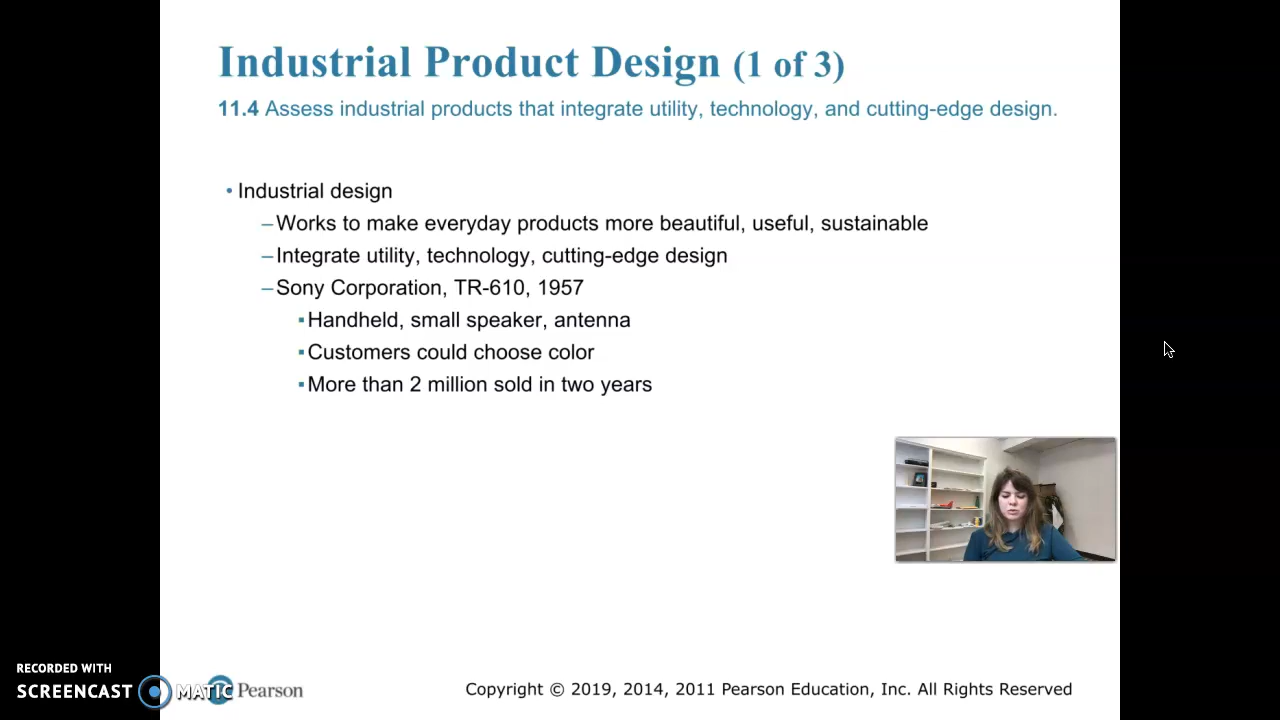 Industrial Product Design (1 of 3)
11.4 Assess industrial products that integrate utility, technology, and cutting-edge design.
• Industrial design
–Works to make everyday products more beautiful, useful, sustainable
–Integrate utility, technology, cutting-edge design
–Sony Corporation, TR-610, 1957
▪Handheld, small speaker, antenna
▪Customers could choose color
▪More than 2 million sold in two years
RECORDED WITH
SCREENCAST MATIC
Pearson
Copyright © 2019, 2014, 2011 Pearson Education, Inc. All Rights Reserved